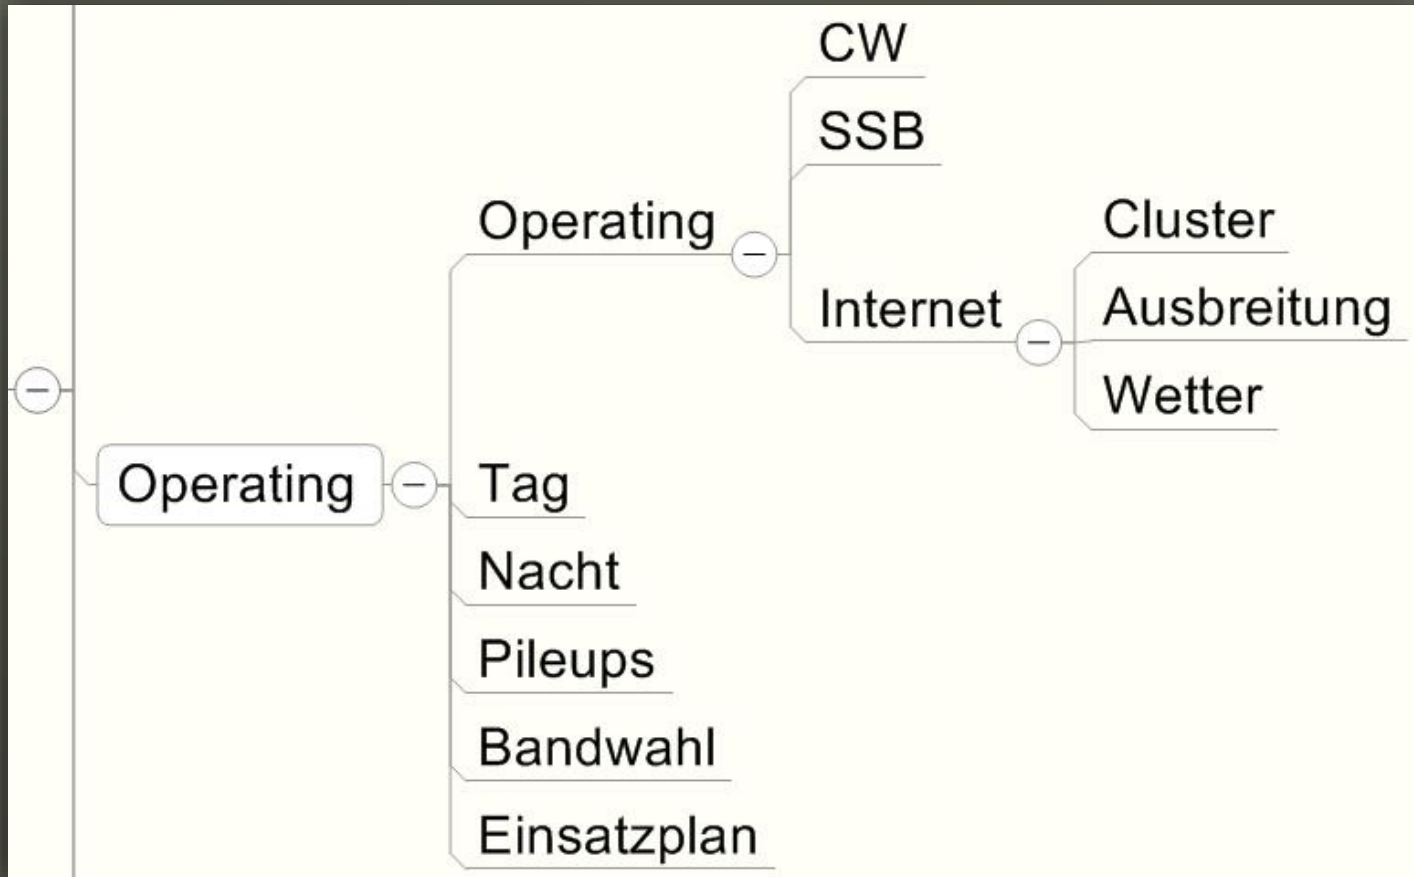 CW
SSB
Operating
Cluster
Internet
Ausbreitung
Wetter
Operating
Tag
Nacht
Pileups
Bandwahl
Einsatzplan